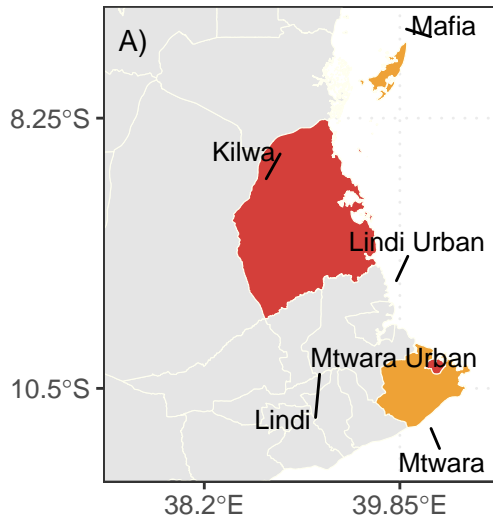 Mafia
A)
8.25°S
Kilwa
Lindi Urban
Mtwara Urban
10.5°S
Lindi
Mtwara
38.2°E
39.85°E